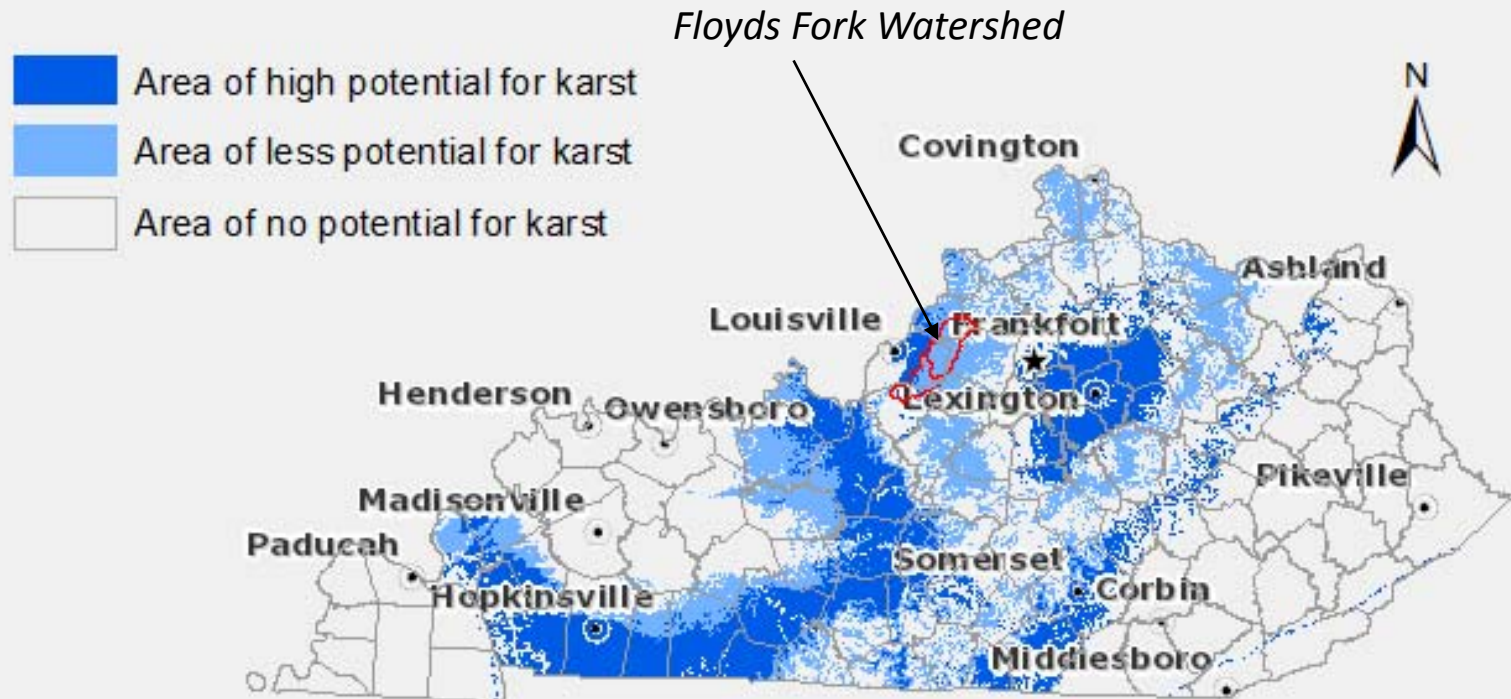 Floyds Fork Watershed
Area of high potential for karst
Area of less potential for karst
Area of no potential for karst
N
Covington
Ashland
Louisville
Frankfort
Henderson
Owensboro
Lexington
Madisonville
Pikeville
Paducah
Somerset
Hopkinsville
Corbin
Middlesboro